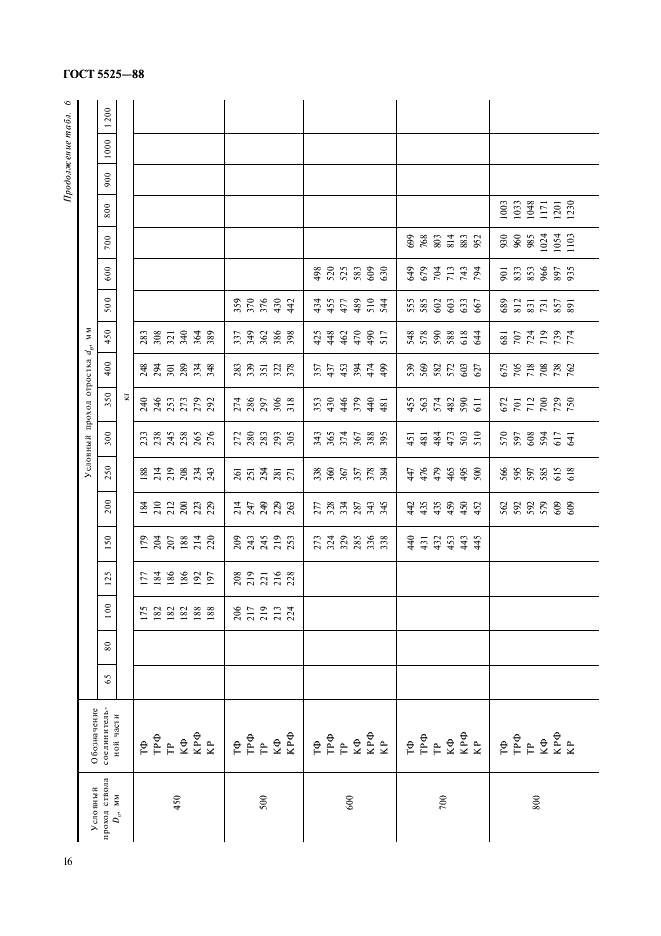 ГОСТ 5525—88
Продолжение табл. 6
Условный проход ствола Dу, мм
Обозначение соединительной части
Условный проход отростка dу, мм
65 80 100 125 150 200 250 300 350 400 450 500 600 700 800 900 1000 1200
кг
450
ТФ 175 177 179 184 188 233 240 248 283
ТРФ 182 184 204 210 214 238 246 294 308
ТР 182 186 207 212 219 245 253 301 321
КФ 182 186 188 200 208 258 273 289 340
КРФ 188 192 214 223 234 265 279 334 364
КР 188 197 220 229 243 276 292 348 389
500
ТФ 206 208 209 214 261 272 274 283 337 359
ТРФ 217 219 243 247 251 280 286 339 349 370
ТР 219 221 245 249 254 283 297 351 362 376
КФ 213 216 219 229 281 293 306 322 386 430
КРФ 224 228 253 263 271 305 318 378 398 442
600
ТФ 273 277 338 343 353 357 425 434 498
ТРФ 324 328 360 365 430 437 448 455 520
ТР 329 334 367 374 446 453 462 477 525
КФ 285 287 357 367 379 394 470 489 583
КРФ 336 343 378 388 440 474 490 510 609
КР 338 345 384 395 481 499 517 544 630
700
ТФ 440 442 447 451 455 539 548 555 649 699
ТРФ 431 435 476 481 563 569 578 585 679 768
ТР 432 435 479 484 574 582 590 602 704 803
КФ 453 459 465 473 482 572 588 603 713 814
КРФ 443 450 495 503 590 603 618 633 743 883
КР 445 452 500 510 611 627 644 667 794 952
800
ТФ 562 566 570 672 675 681 689 901 930 1003
ТРФ 592 595 597 701 705 707 812 833 960 1033
ТР 592 597 608 712 718 724 831 853 985 1048
КФ 579 585 594 700 708 719 731 966 1024 1171
КРФ 609 615 617 729 738 739 857 897 1054 1201
КР 609 618 641 750 762 774 891 935 1103 1230
16